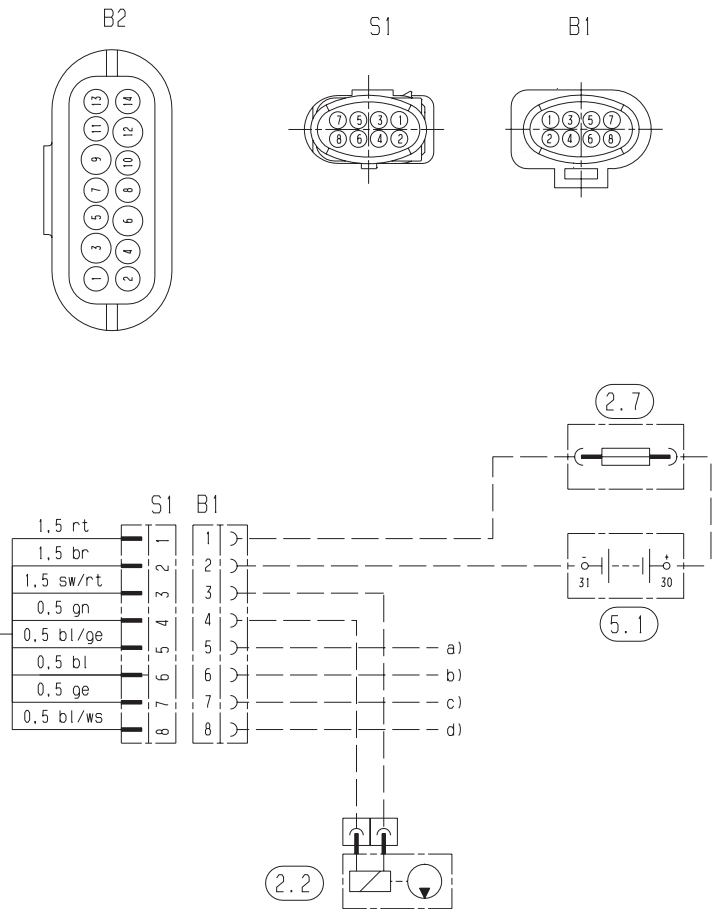 B2
S1
B1
13 14
11 12
9 10
7 8
5 6
3 4
1 2
7 5 3 1
8 6 4 2
1 3 5 7
2 4 6 8
2.7
S1 B1
1,5 rt 1 1
1,5 br 2 2
1,5 sw/rt 3 3
0,5 gn 4 4
0,5 bl/ge 5 5 a)
0,5 bl 6 6 b)
0,5 ge 7 7 c)
0,5 bl/ws 8 8 d)
- +
31 30
5.1
2.2